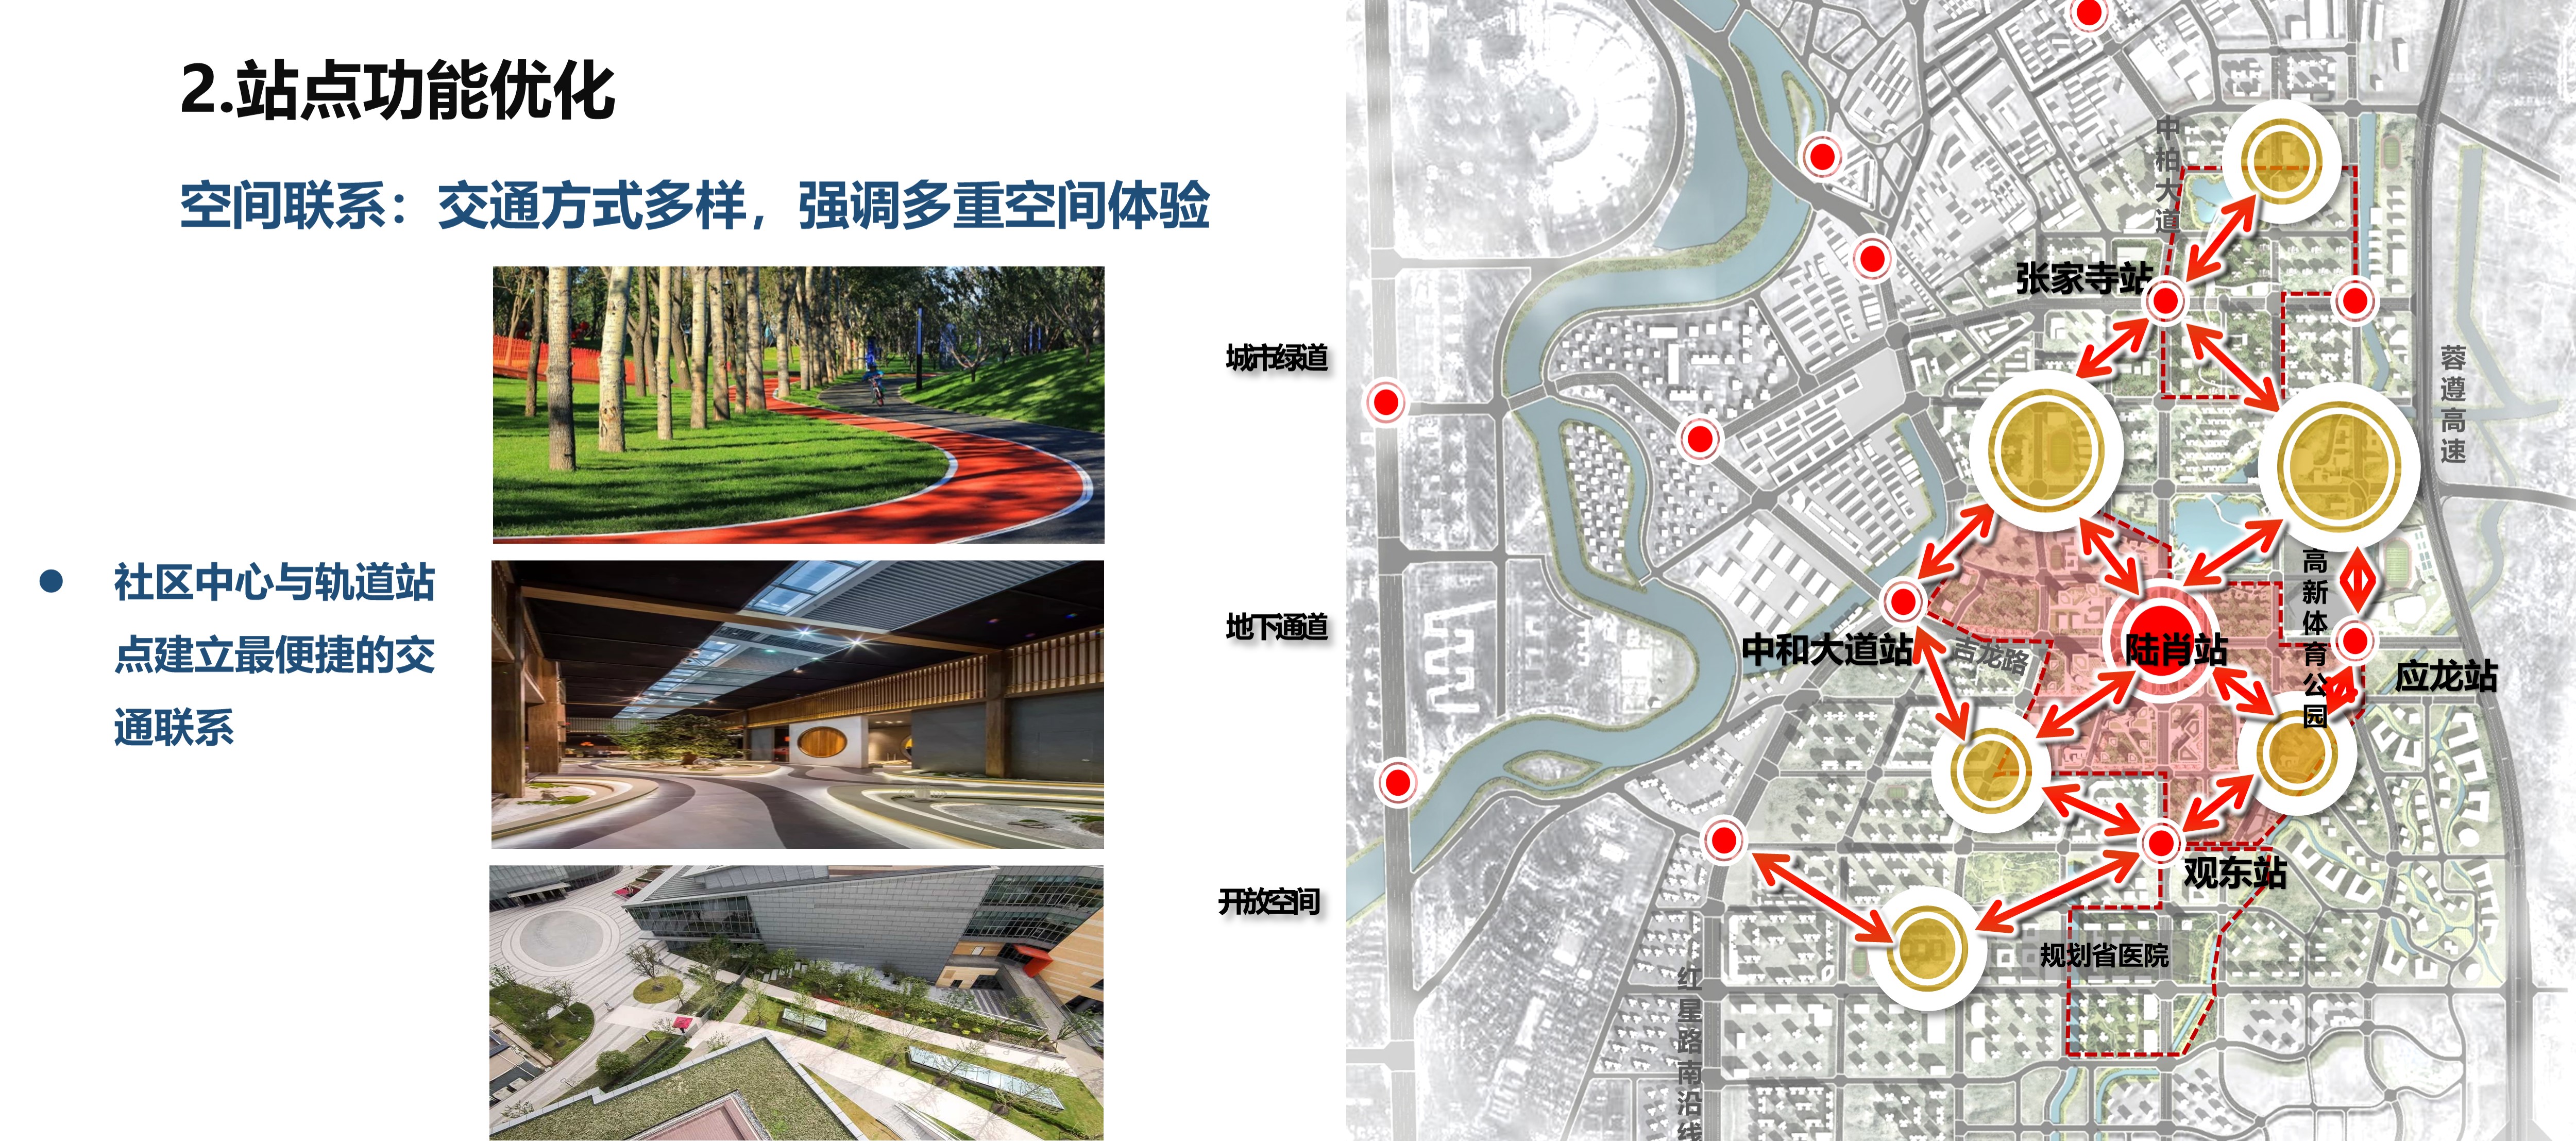 2.站点功能优化
空间联系：交通方式多样，强调多重空间体验
社区中心与轨道站
点建立最便捷的交
通联系
城市绿道
地下通道
开放空间
中柏大道
张家寺站
蓉遵高速
高新体育公园
中和大道站
吉龙路
陆肖站
应龙站
观东站
规划省医院
红星路南沿线